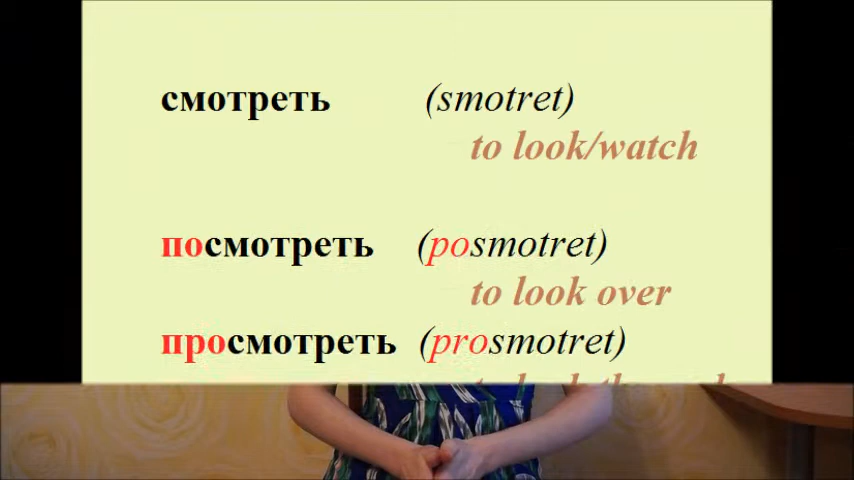 смотреть (smotret)
to look/watch
посмотреть (posmotret)
to look over
просмотреть (prosmotret)